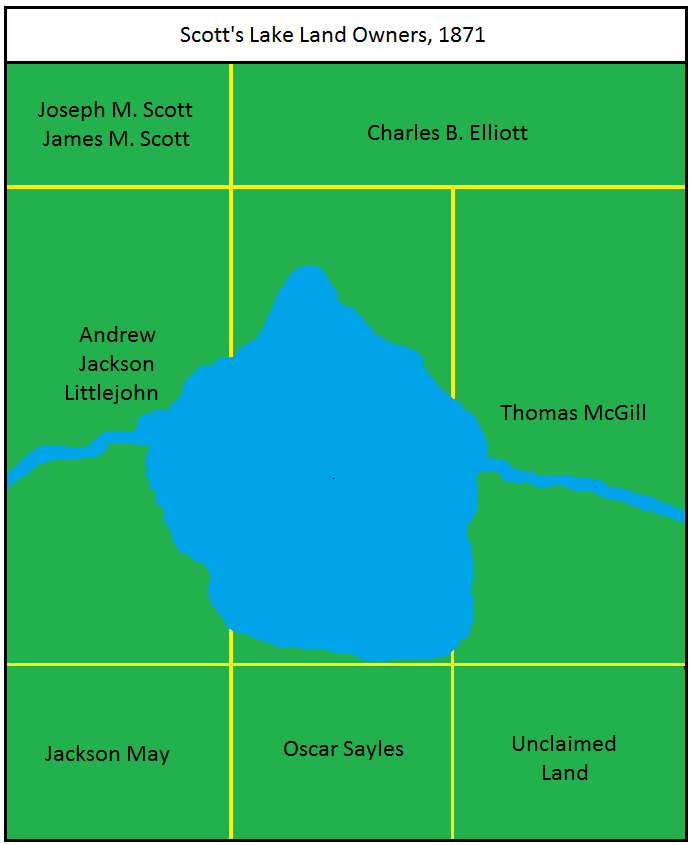 Scott's Lake Land Owners, 1871
Joseph M. Scott
James M. Scott
Charles B. Elliott
Andrew
Jackson
Littlejohn
Thomas McGill
Jackson May
Oscar Sayles
Unclaimed
Land